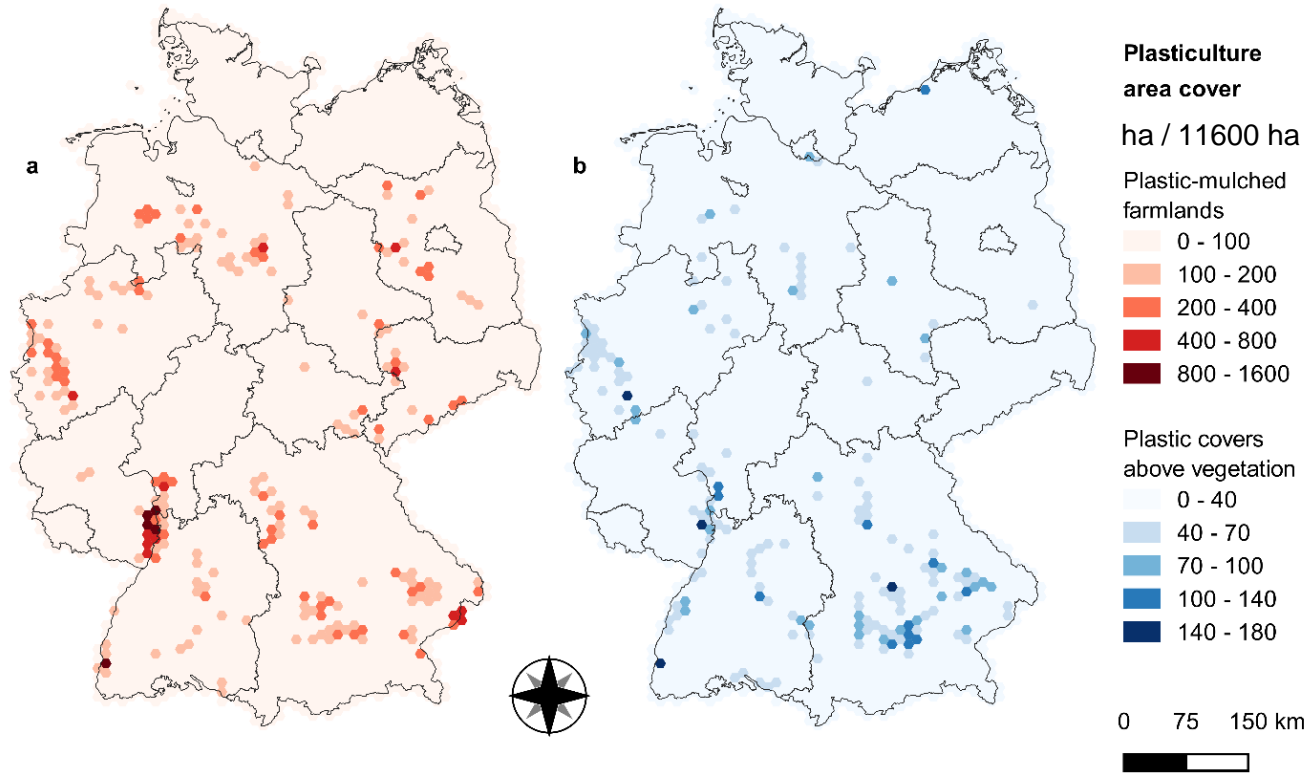 a
b
Plasticulture
area cover
ha / 11600 ha
Plastic-mulched
farmlands
0 - 100
100 - 200
200 - 400
400 - 800
800 - 1600
Plastic covers
above vegetation
0 - 40
40 - 70
70 - 100
100 - 140
140 - 180
0 75 150 km